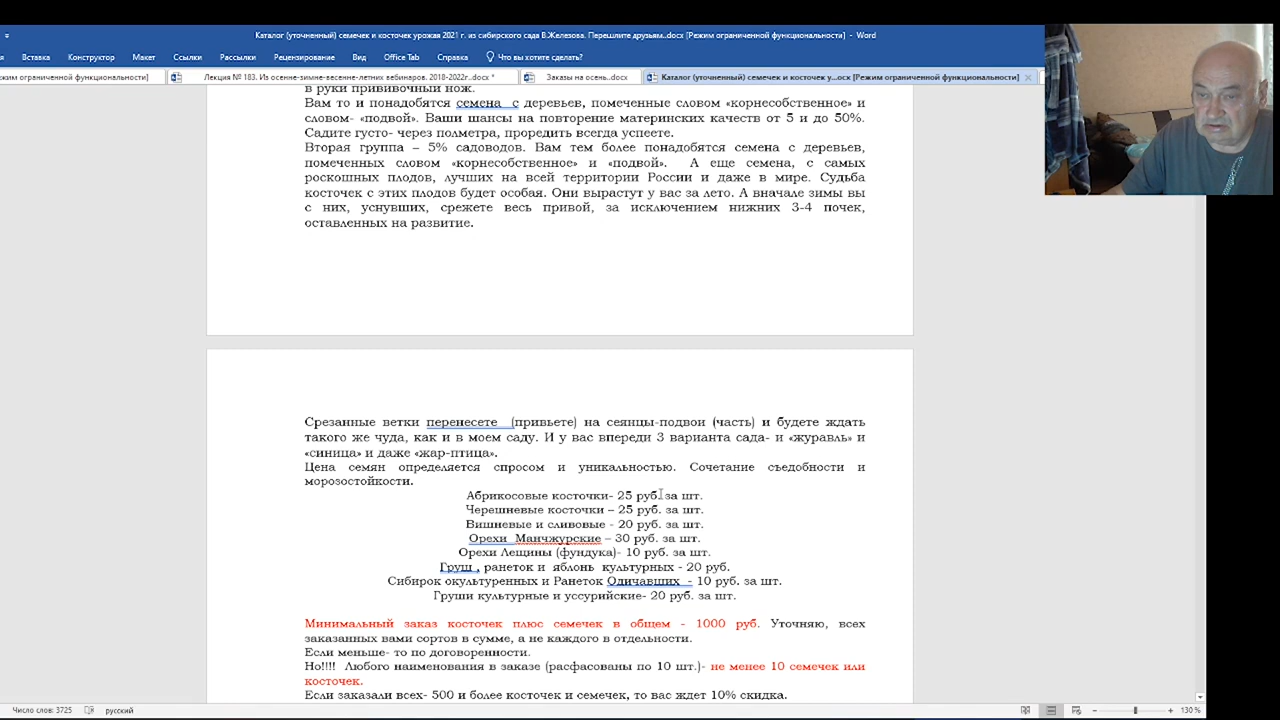 Каталог (уточненный) семечек и косточек урожая 2021 г. из сибирского сада В.Железова. Перешлите друзьям..docx [Режим ограниченной функциональности] - Word
Вставка Конструктор Макет Ссылки Рассылки Рецензирование Вид Office Tab Справка Что вы хотите сделать?
жим ограниченной функциональности] Лекция № 183. Из осенне-зимне-весенне-летних вебинаров. 2018-2022г..docx * Заказы на осень..docx Каталог (уточненный) семечек и косточек у...ocx [Режим ограниченной функциональности]
в руки прививочный нож.
Вам то и понадобятся семена с деревьев, помеченные словом «корнесобственное» и
словом- «подвой». Ваши шансы на повторение материнских качеств от 5 и до 50%.
Садите густо- через полметра, проредить всегда успеете.
Вторая группа – 5% садоводов. Вам тем более понадобятся семена с деревьев,
помеченных словом «корнесобственное» и «подвой». А еще семена, с самых
роскошных плодов, лучших на всей территории России и даже в мире. Судьба
косточек с этих плодов будет особая. Они вырастут у вас за лето. А вначале зимы вы
с них, уснувших, срежете весь привой, за исключением нижних 3-4 почек,
оставленных на развитие.
Срезанные ветки перенесете (привьете) на сеянцы-подвои (часть) и будете ждать
такого же чуда, как и в моем саду. И у вас впереди 3 варианта сада- и «журавль» и
«синица» и даже «жар-птица».
Цена семян определяется спросом и уникальностью. Сочетание съедобности и
морозостойкости.
Абрикосовые косточки- 25 руб. за шт.
Черешневые косточки – 25 руб. за шт.
Вишневые и сливовые - 20 руб. за шт.
Орехи Манчжурские – 30 руб. за шт.
Орехи Лещины (фундука)- 10 руб. за шт.
Груш , ранеток и яблонь культурных - 20 руб.
Сибирок окультуренных и Ранеток Одичавших - 10 руб. за шт.
Груши культурные и уссурийские- 20 руб. за шт.
Минимальный заказ косточек плюс семечек в общем - 1000 руб. Уточняю, всех
заказанных вами сортов в сумме, а не каждого в отдельности.
Если меньше- то по договоренности.
Но!!!! Любого наименования в заказе (расфасованы по 10 шт.)- не менее 10 семечек или
косточек.
Если заказали всех- 500 и более косточек и семечек, то вас ждет 10% скидка.
Число слов: 3725 русский 130 %